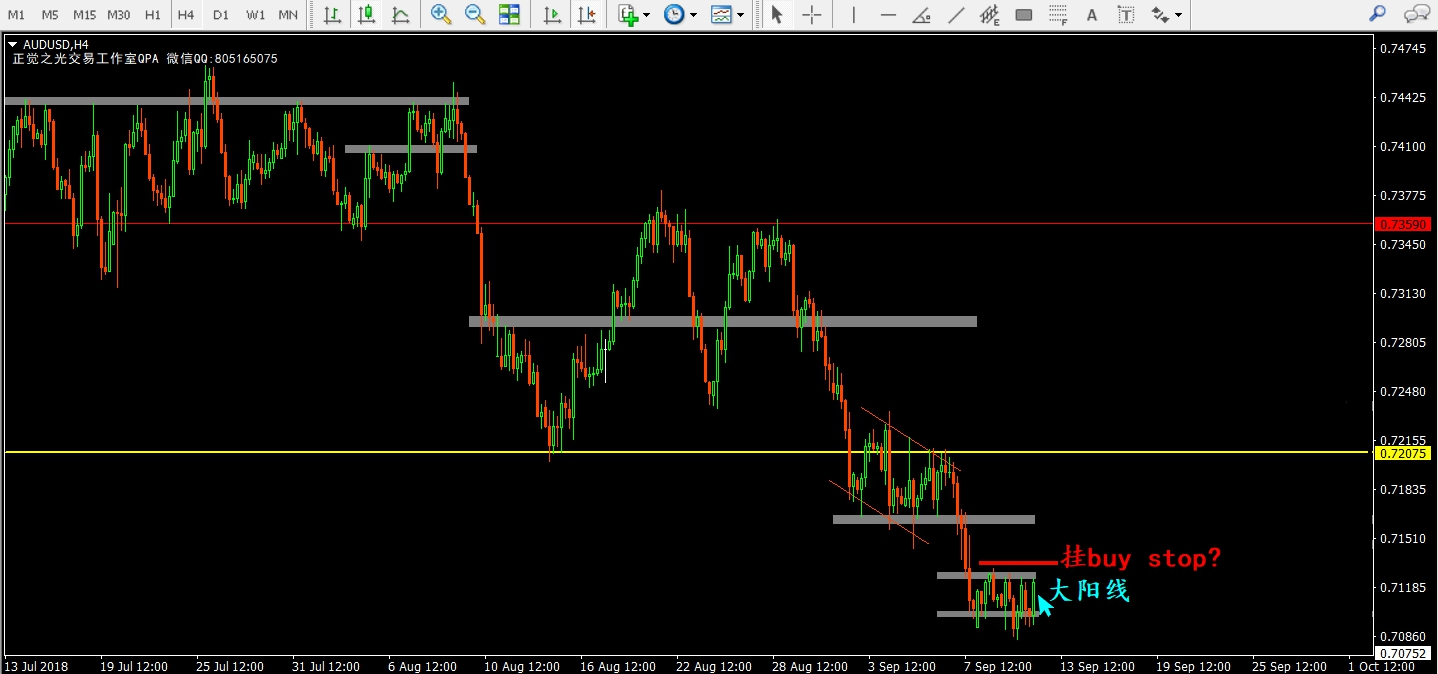 M1 M5 M15 M30 H1 H4 D1 W1 MN E F A T
AUDUSD,H4
正觉之光交易工作室QPA 微信QQ:805165075
0.74745
0.74425
0.74100
0.73775
0.73590
0.73450
0.73130
0.72805
0.72480
0.72155
0.72075
0.71835
0.71510
挂buy stop?
0.71185
大阳线
0.70860
0.70752
13 Jul 2018 19 Jul 12:00 25 Jul 12:00 31 Jul 12:00 6 Aug 12:00 10 Aug 12:00 16 Aug 12:00 22 Aug 12:00 28 Aug 12:00 3 Sep 12:00 7 Sep 12:00 13 Sep 12:00 19 Sep 12:00 25 Sep 12:00 1 Oct 12:00